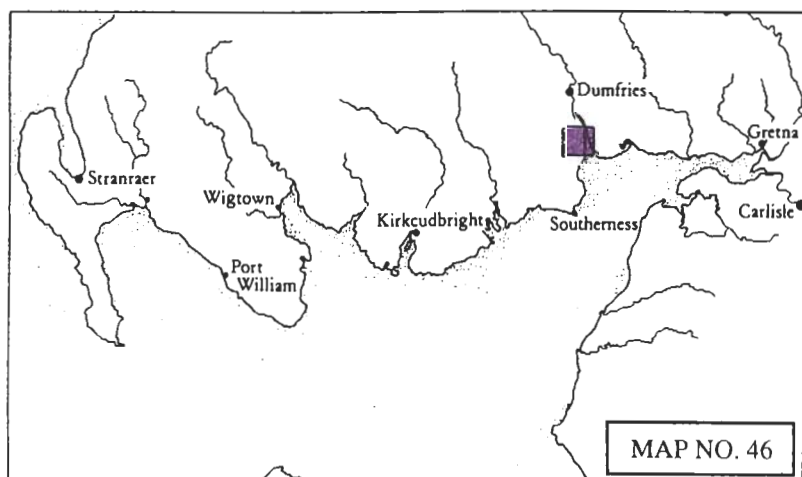 Dumfries
Gretna
Stranraer
Wigtown
Kirkcudbright
Southerness
Carlisle
Port
William
MAP NO. 46